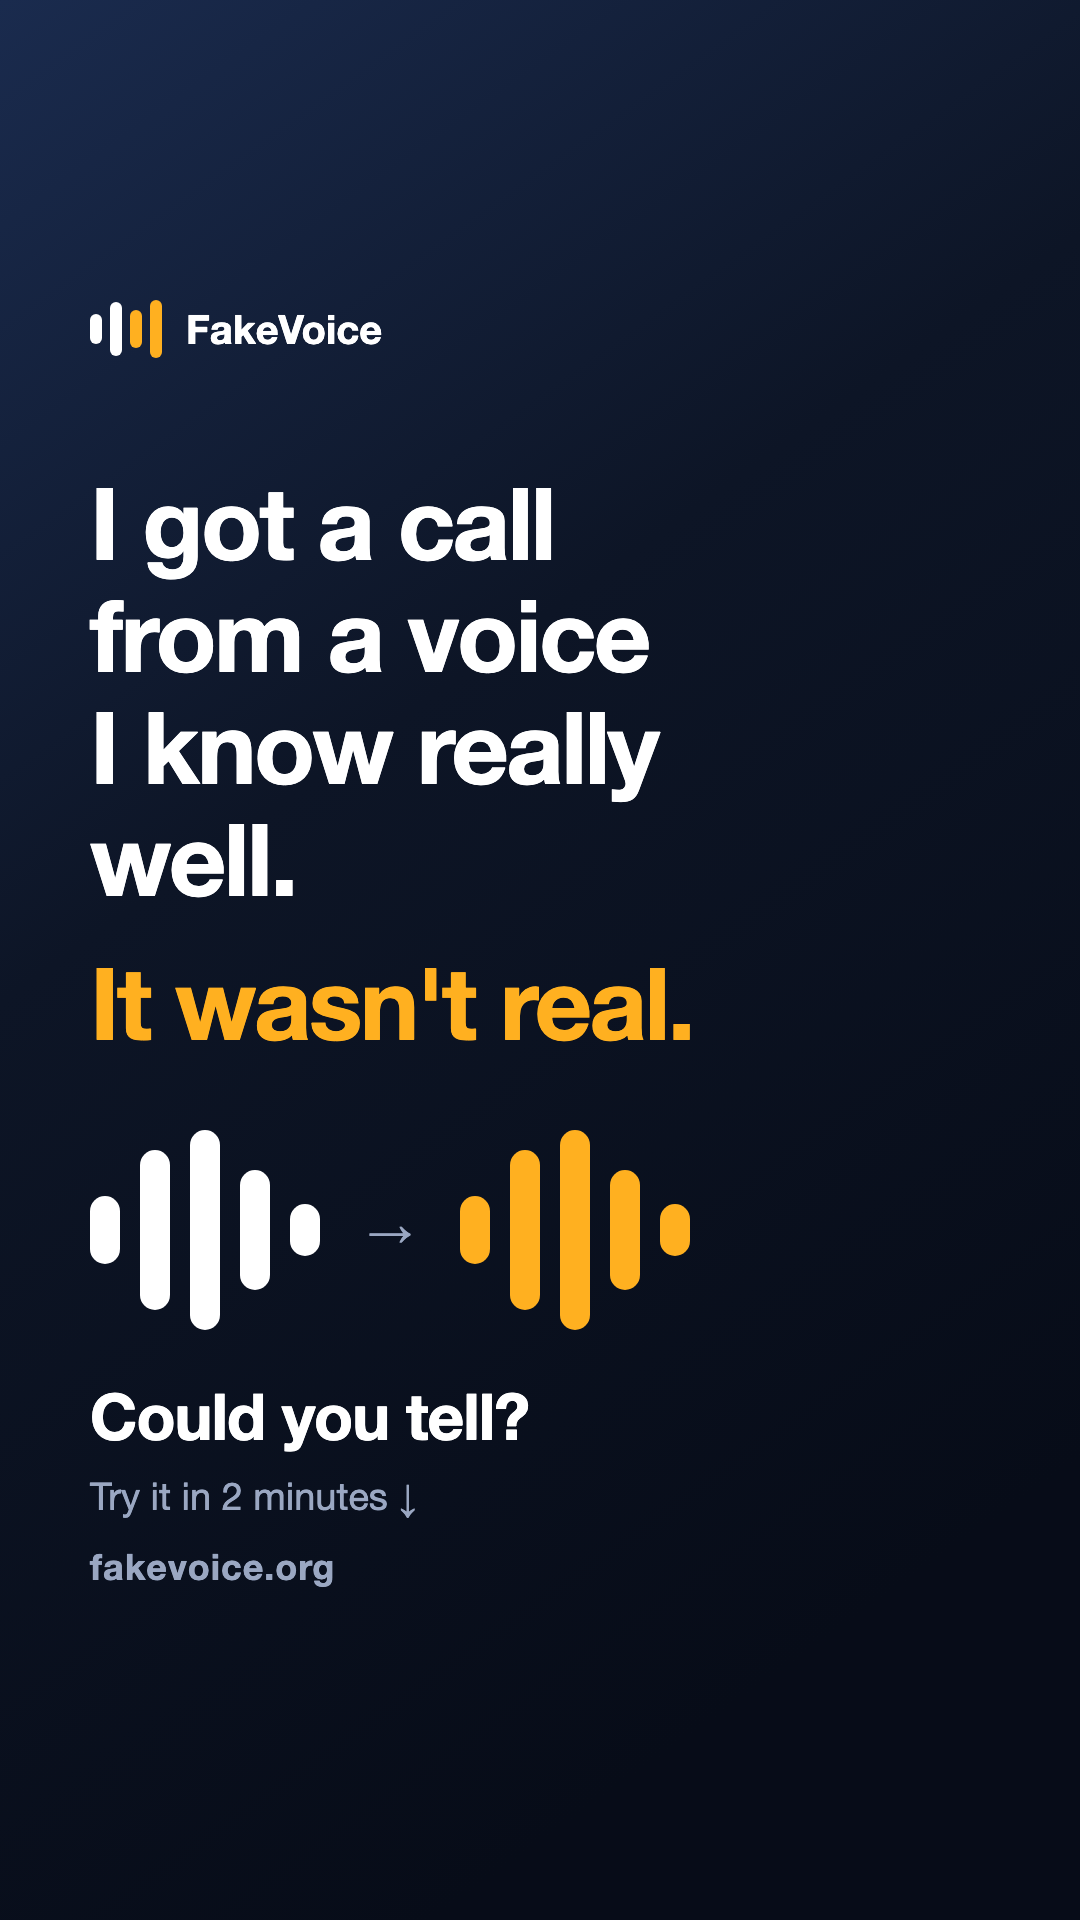 FakeVoice
I got a call
from a voice
I know really
well.
It wasn't real.
→
Could you tell?
Try it in 2 minutes ↓
fakevoice.org